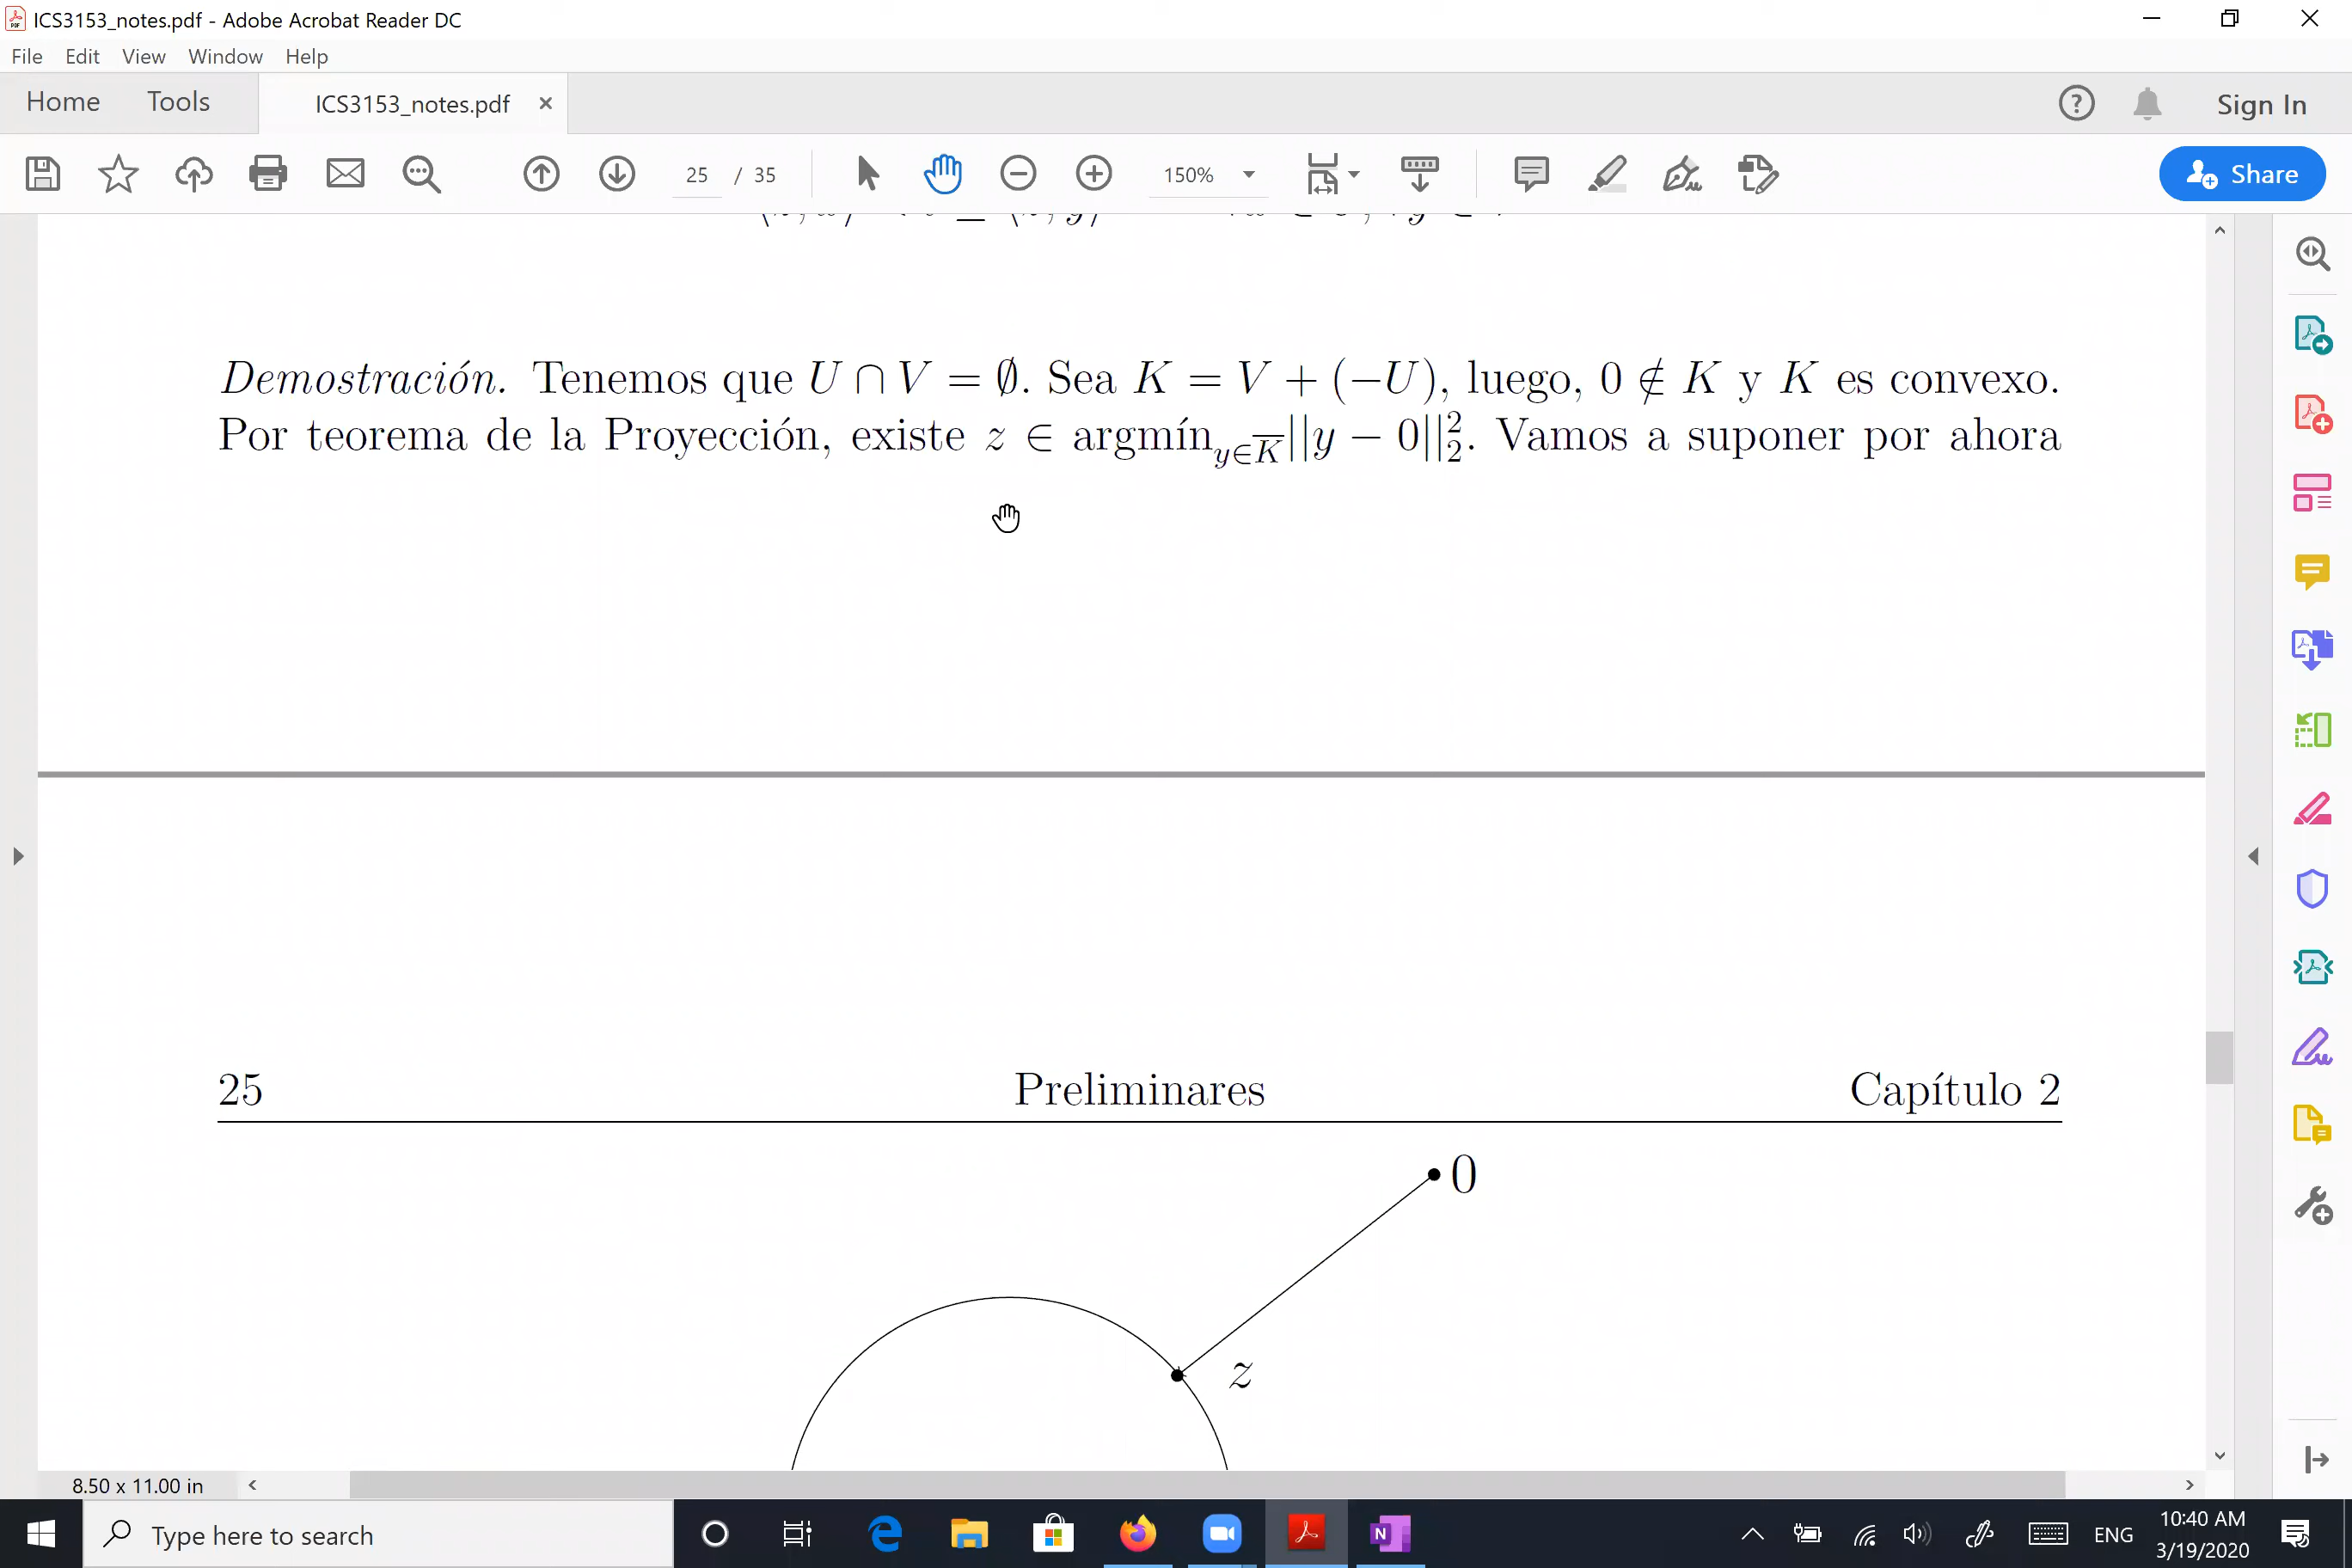 ICS3153_notes.pdf - Adobe Acrobat Reader DC
File Edit View Window Help
Home Tools ICS3153_notes.pdf × Sign In
25 / 35 150% Share
Demostración. Tenemos que U ∩ V = ∅. Sea K = V + (−U), luego, 0 ∉ K y K es convexo.
Por teorema de la Proyección, existe z ∈ argmín_{y∈\overline{K}}||y − 0||₂². Vamos a suponer por ahora
25 Preliminares Capítulo 2
0
z
8.50 x 11.00 in
Type here to search ENG 10:40 AM
3/19/2020